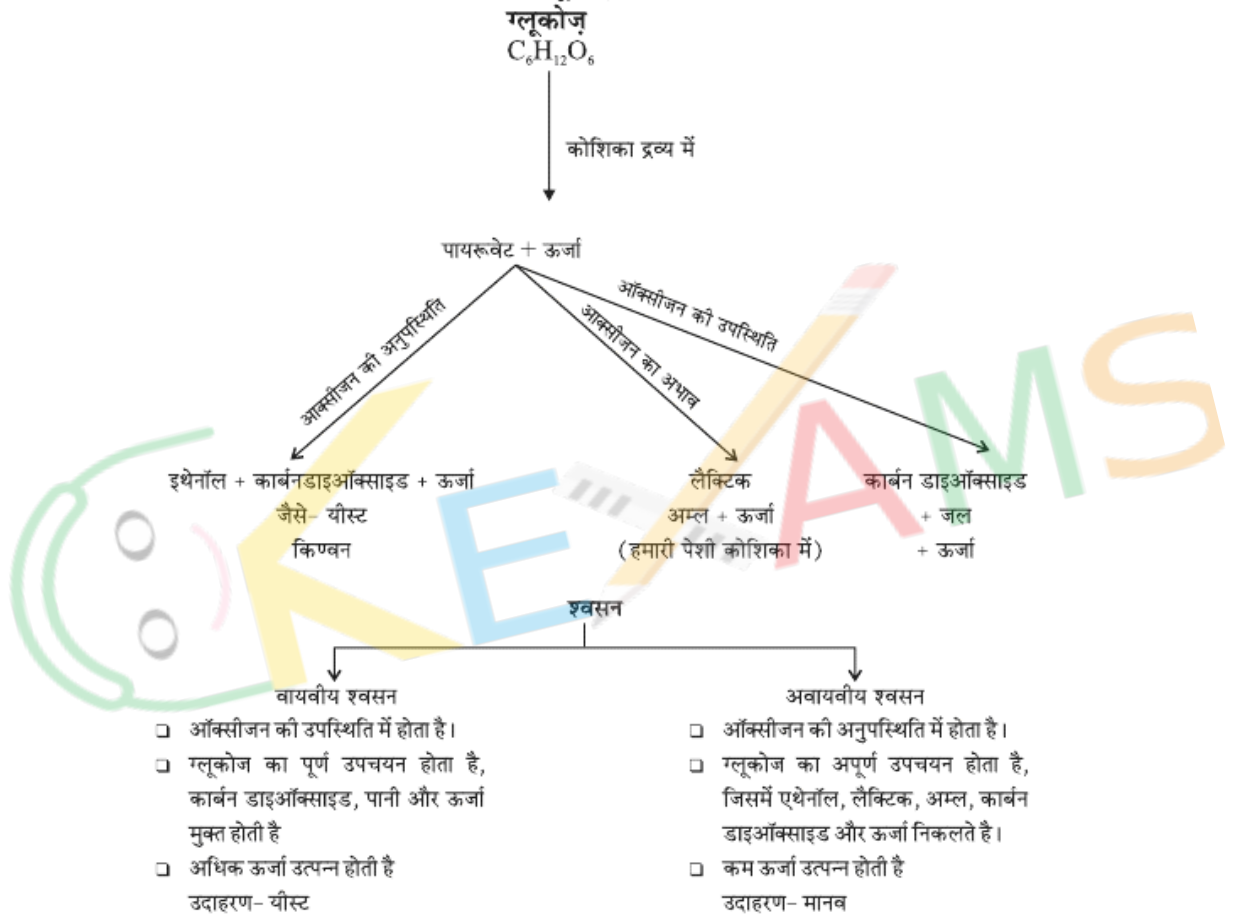 ग्लूकोज़
C₆H₁₂O₆
कोशिका द्रव्य में
पायरूवेट + ऊर्जा
आक्सीजन की अनुपस्थिति
आक्सीजन का अभाव
ऑक्सीजन की उपस्थिति
इथेनॉल + कार्बनडाइऑक्साइड + ऊर्जा
जैसे- यीस्ट
किण्वन
लैक्टिक
अम्ल + ऊर्जा
(हमारी पेशी कोशिका में)
कार्बन डाइऑक्साइड
+ जल
+ ऊर्जा
KEXAMS
श्वसन
वायवीय श्वसन
❑ ऑक्सीजन की उपस्थिति में होता है।
❑ ग्लूकोज का पूर्ण उपचयन होता है,
कार्बन डाइऑक्साइड, पानी और ऊर्जा
मुक्त होती है
❑ अधिक ऊर्जा उत्पन्न होती है
उदाहरण- यीस्ट
अवायवीय श्वसन
❑ ऑक्सीजन की अनुपस्थिति में होता है।
❑ ग्लूकोज का अपूर्ण उपचयन होता है,
जिसमें एथेनॉल, लैक्टिक, अम्ल, कार्बन
डाइऑक्साइड और ऊर्जा निकलते है।
❑ कम ऊर्जा उत्पन्न होती है
उदाहरण- मानव